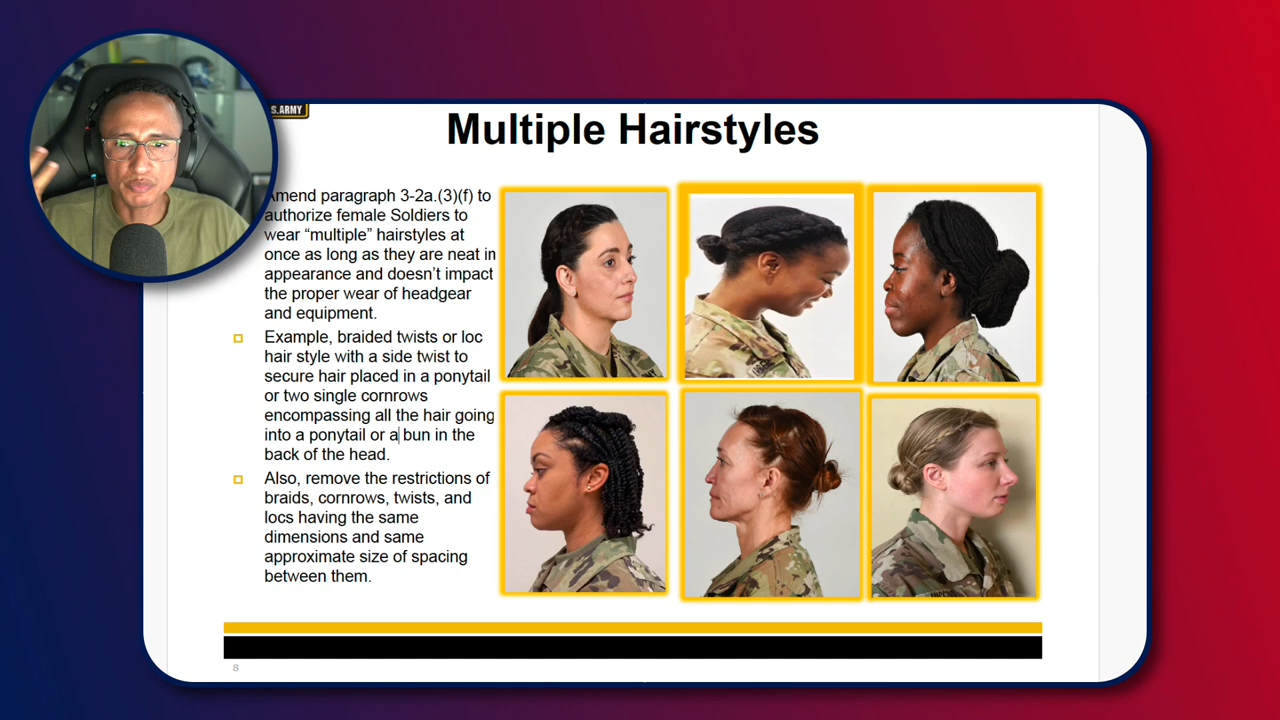 S.ARMY
Multiple Hairstyles
Amend paragraph 3-2a.(3)(f) to
authorize female Soldiers to
wear “multiple” hairstyles at
once as long as they are neat in
appearance and doesn’t impact
the proper wear of headgear
and equipment.
Example, braided twists or loc
hair style with a side twist to
secure hair placed in a ponytail
or two single cornrows
encompassing all the hair going
into a ponytail or a bun in the
back of the head.
Also, remove the restrictions of
braids, cornrows, twists, and
locs having the same
dimensions and same
approximate size of spacing
between them.
8